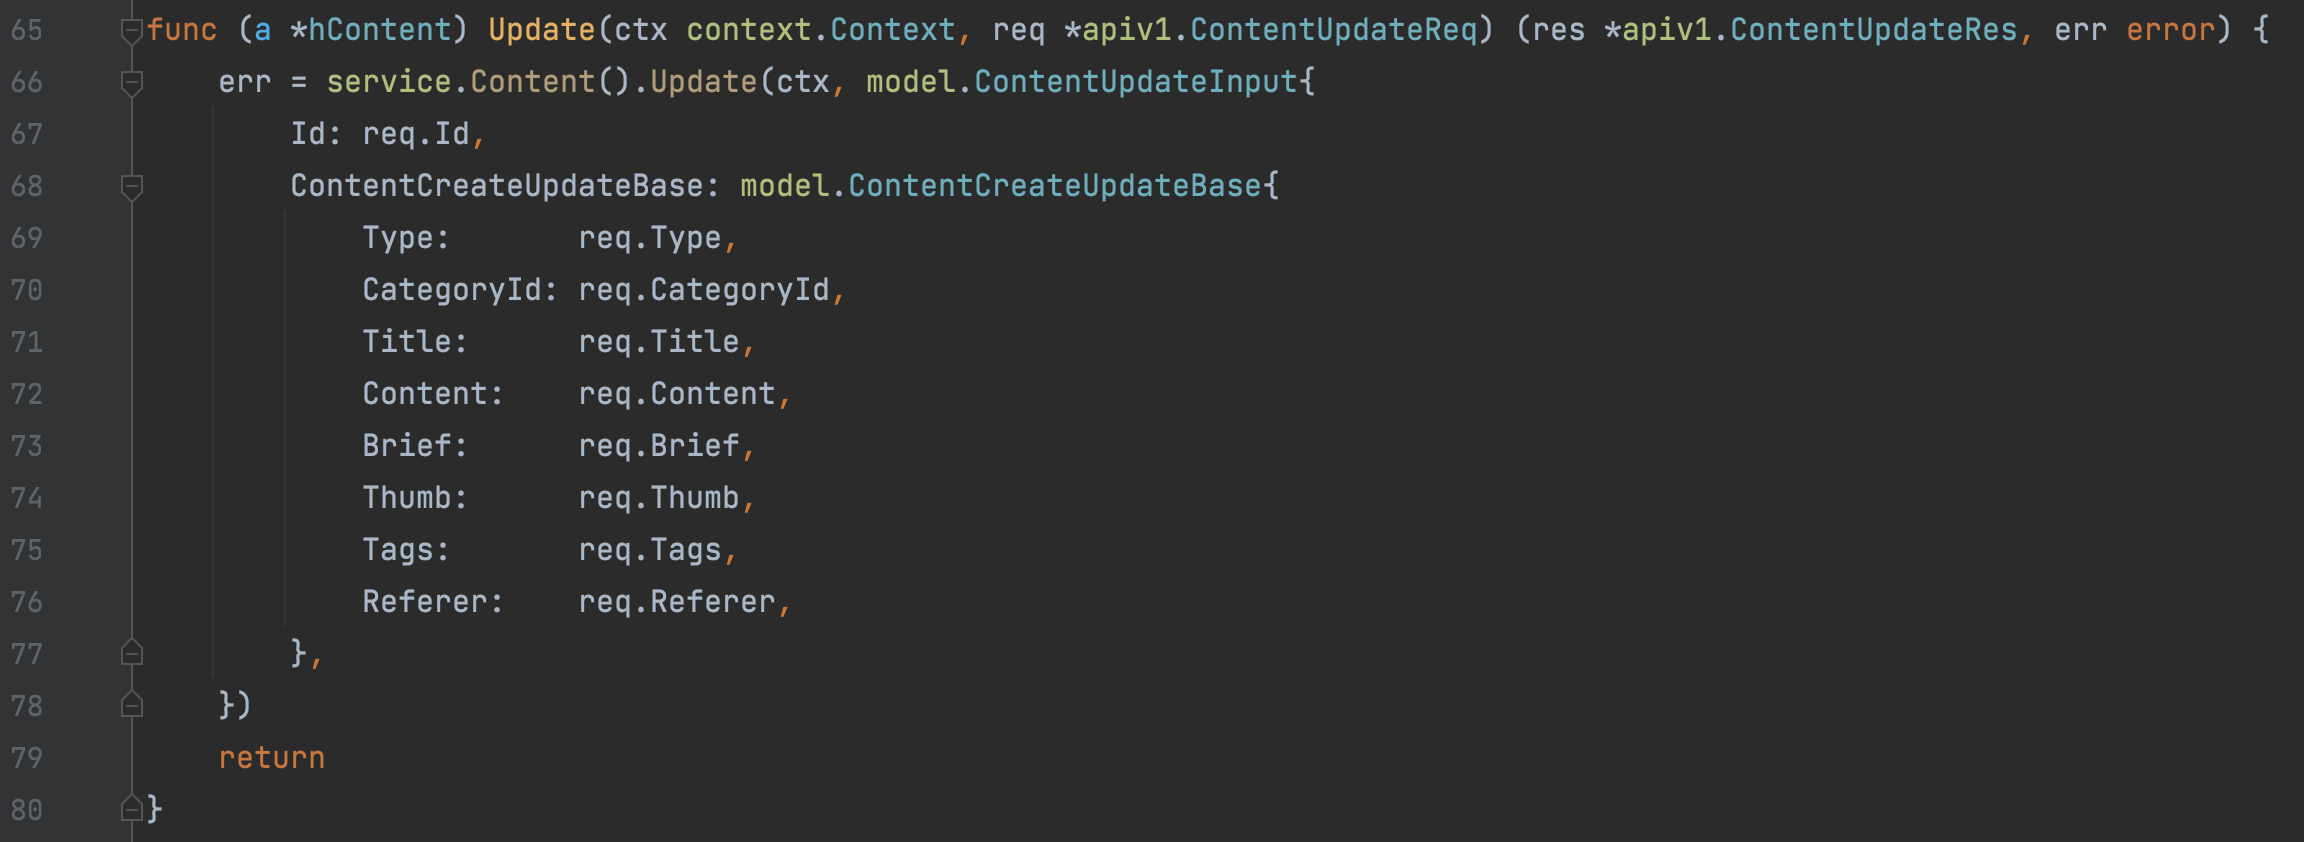 65 func (a *hContent) Update(ctx context.Context, req *apiv1.ContentUpdateReq) (res *apiv1.ContentUpdateRes, err error) {
66     err = service.Content().Update(ctx, model.ContentUpdateInput{
67         Id: req.Id,
68         ContentCreateUpdateBase: model.ContentCreateUpdateBase{
69             Type:       req.Type,
70             CategoryId: req.CategoryId,
71             Title:      req.Title,
72             Content:    req.Content,
73             Brief:      req.Brief,
74             Thumb:      req.Thumb,
75             Tags:       req.Tags,
76             Referer:    req.Referer,
77         },
78     })
79     return
80 }